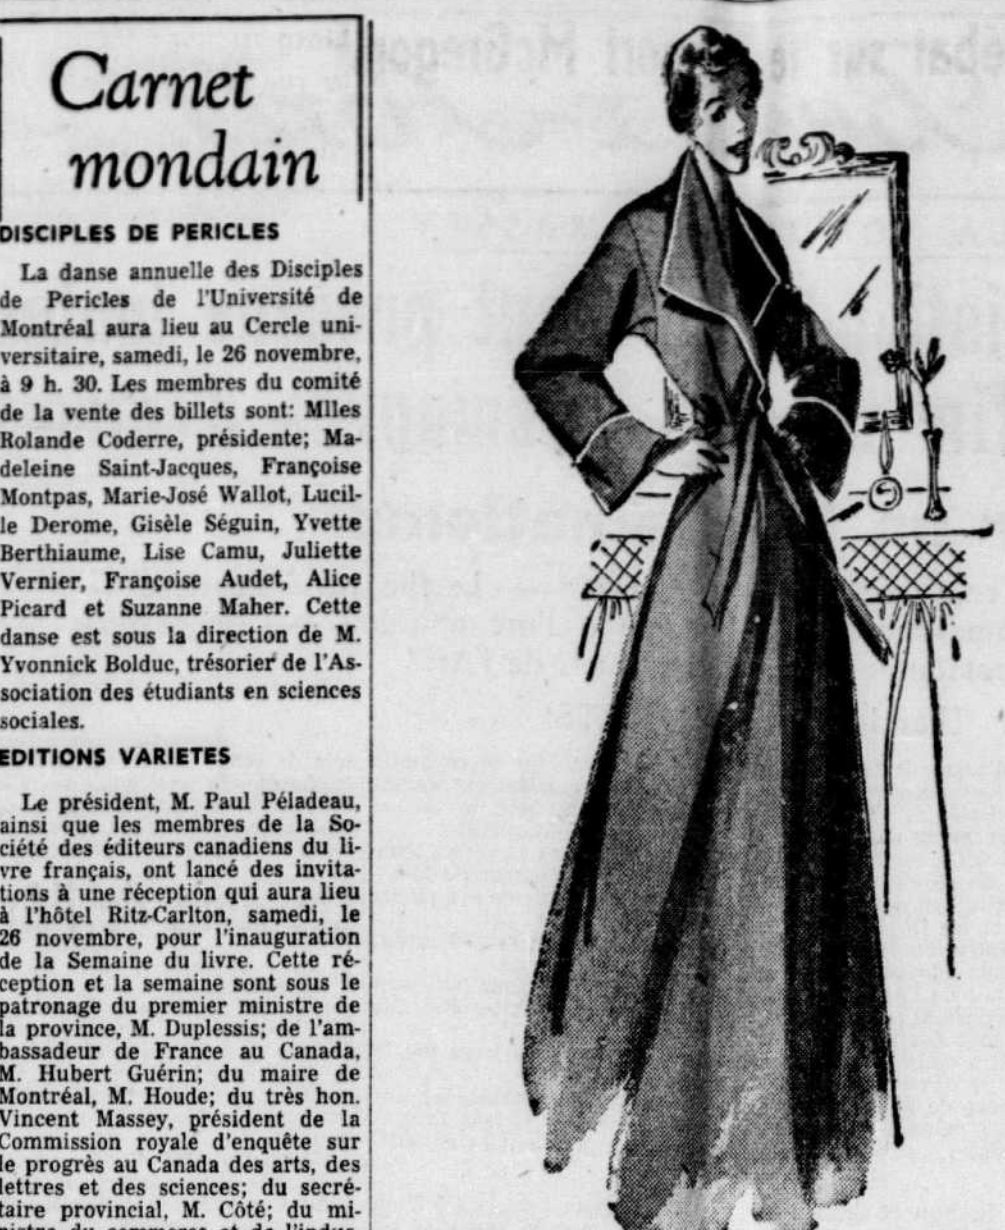 Carnet
mondain
DISCIPLES DE PERICLES
La danse annuelle des Disciples
de Pericles de l'Université de
Montréal aura lieu au Cercle uni-
versitaire, samedi, le 26 novembre,
à 9 h. 30. Les membres du comité
de la vente des billets sont: Mlles
Rolande Coderre, présidente; Ma-
deleine Saint-Jacques, Françoise
Montpas, Marie-José Wallot, Lucil-
le Derome, Gisèle Séguin, Yvette
Berthiaume, Lise Camu, Juliette
Vernier, Françoise Audet, Alice
Picard et Suzanne Maher. Cette
danse est sous la direction de M.
Yvonnick Bolduc, trésorier de l'As-
sociation des étudiants en sciences
sociales.
EDITIONS VARIETES
Le président, M. Paul Péladeau,
ainsi que les membres de la So-
ciété des éditeurs canadiens du li-
vre français, ont lancé des invita-
tions à une réception qui aura lieu
à l'hôtel Ritz-Carlton, samedi, le
26 novembre, pour l'inauguration
de la Semaine du livre. Cette ré-
ception et la semaine sont sous le
patronage du premier ministre de
la province, M. Duplessis; de l'am-
bassadeur de France au Canada,
M. Hubert Guérin; du maire de
Montréal, M. Houde; du très hon.
Vincent Massey, président de la
Commission royale d'enquête sur
le progrès au Canada des arts, des
lettres et des sciences; du secré-
taire provincial, M. Côté; du mi-